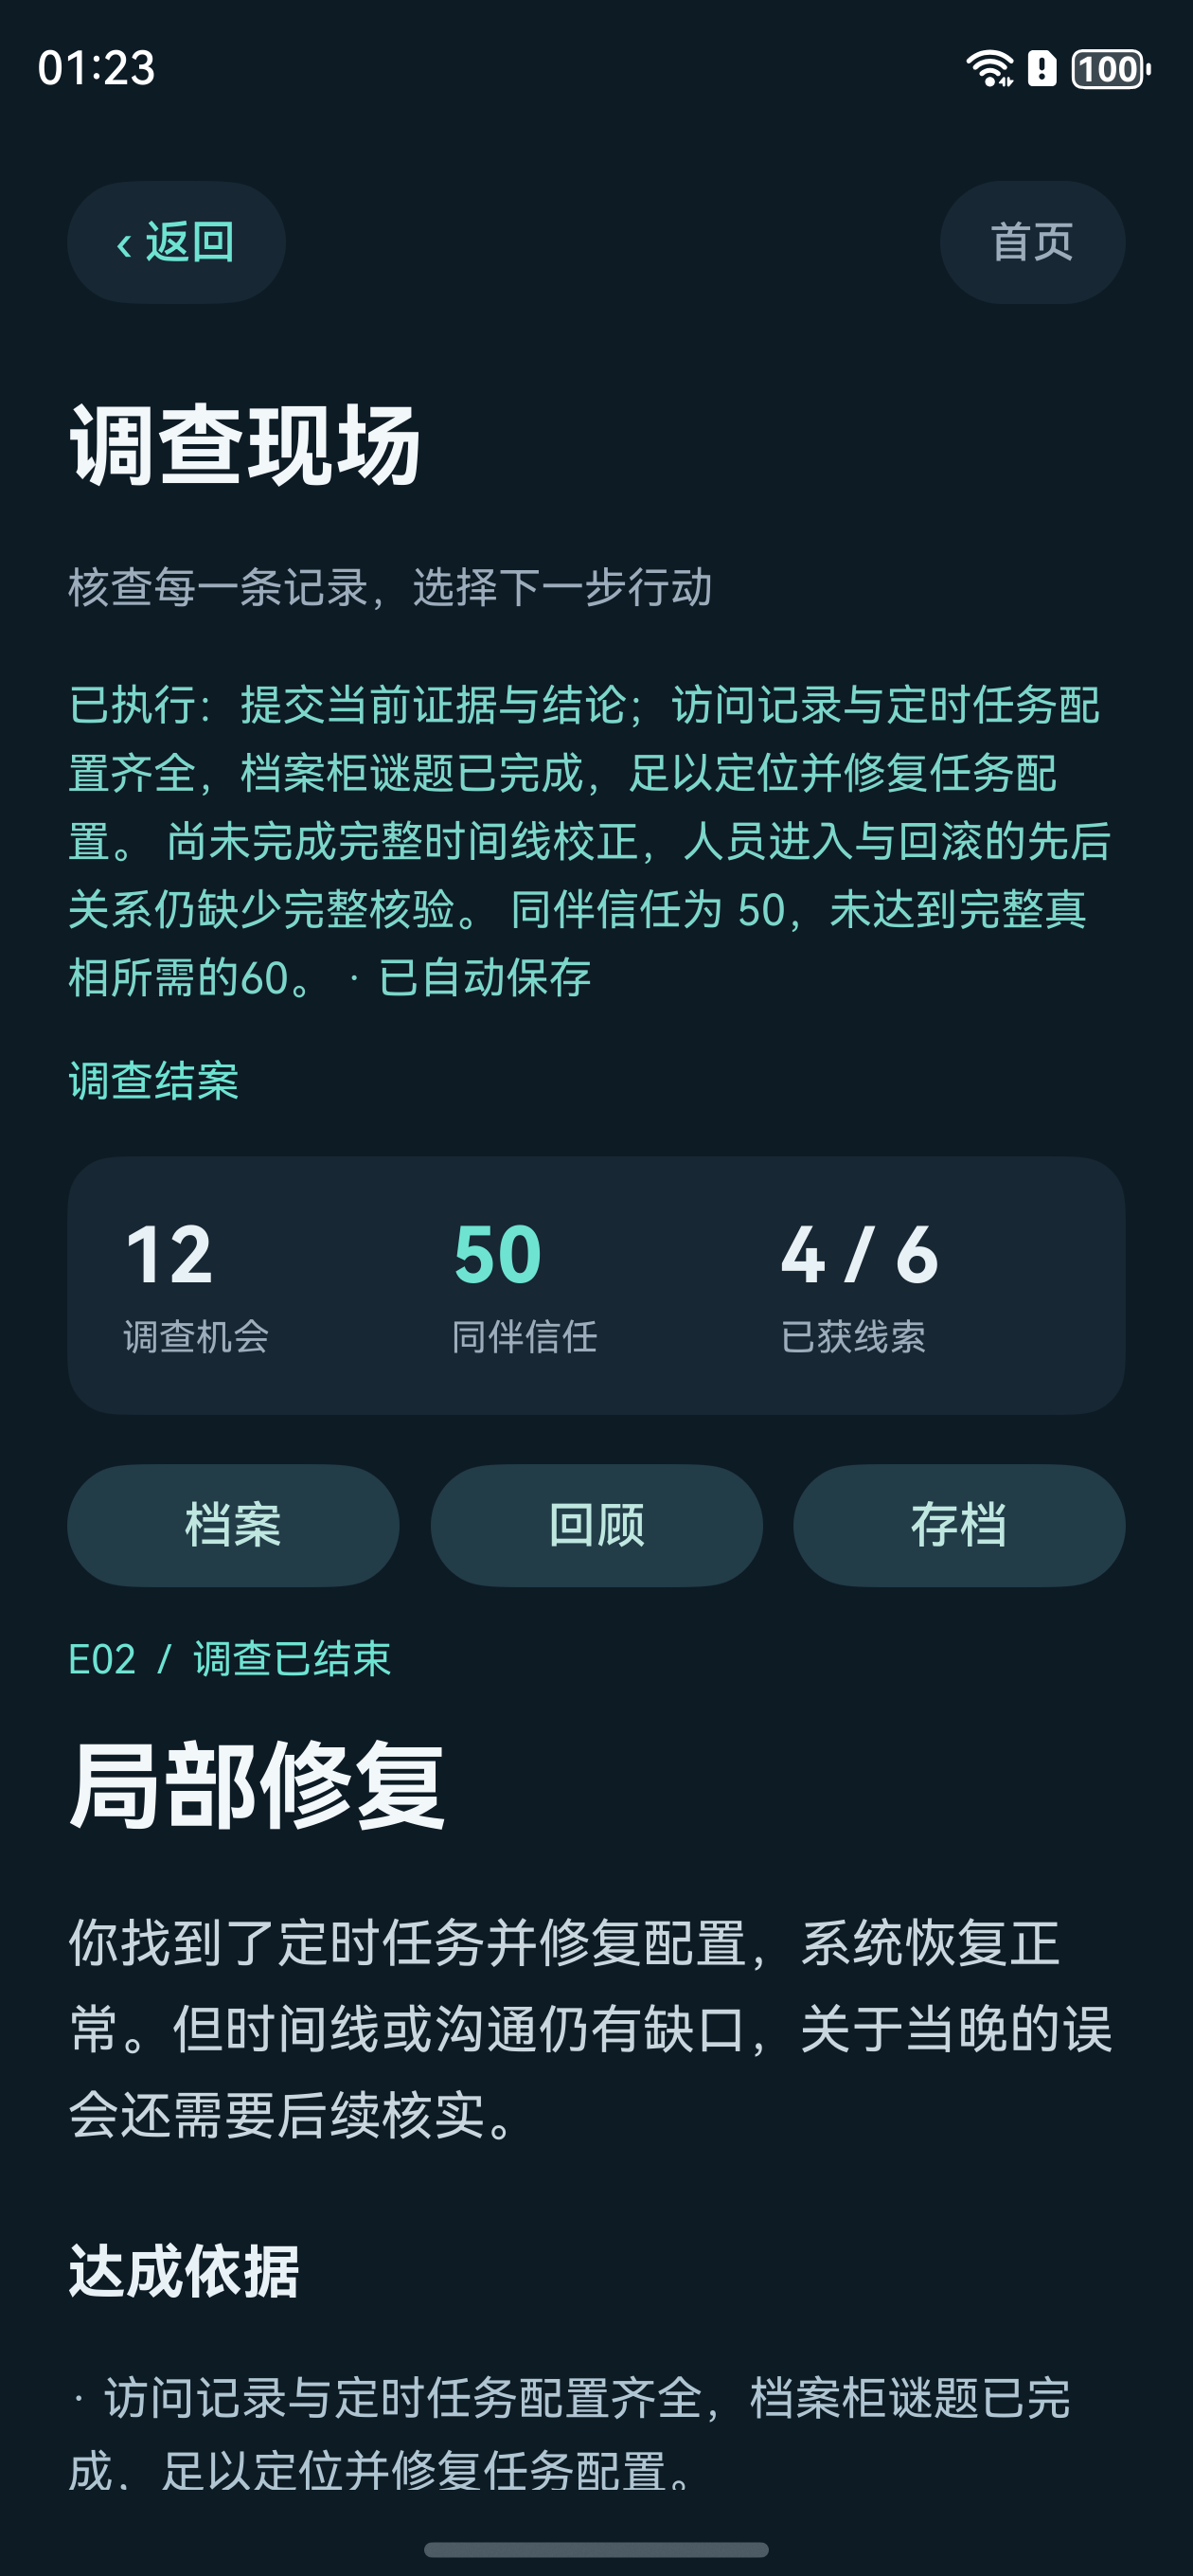 01:23
100
‹ 返回
首页
调查现场
核查每一条记录，选择下一步行动
已执行：提交当前证据与结论；访问记录与定时任务配
置齐全，档案柜谜题已完成，足以定位并修复任务配
置。 尚未完成完整时间线校正，人员进入与回滚的先后
关系仍缺少完整核验。 同伴信任为 50，未达到完整真
相所需的60。 · 已自动保存
调查结案
12
50
4 / 6
调查机会
同伴信任
已获线索
档案
回顾
存档
E02 / 调查已结束
局部修复
你找到了定时任务并修复配置，系统恢复正
常。但时间线或沟通仍有缺口，关于当晚的误
会还需要后续核实。
达成依据
· 访问记录与定时任务配置齐全，档案柜谜题已完
成，足以定位并修复任务配置。